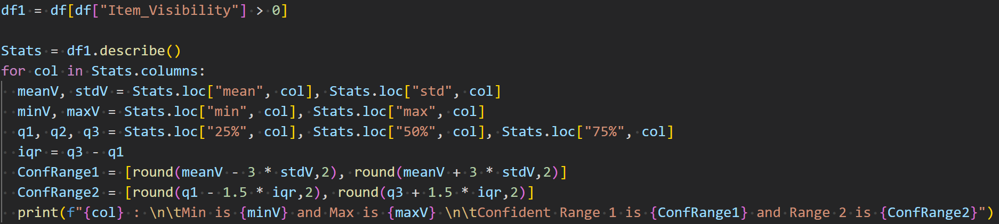 df1 = df[df["Item_Visibility"] > 0]

Stats = df1.describe()
for col in Stats.columns:
  meanV, stdV = Stats.loc["mean", col], Stats.loc["std", col]
  minV, maxV = Stats.loc["min", col], Stats.loc["max", col]
  q1, q2, q3 = Stats.loc["25%", col], Stats.loc["50%", col], Stats.loc["75%", col]
  iqr = q3 - q1
  ConfRange1 = [round(meanV - 3 * stdV,2), round(meanV + 3 * stdV,2)]
  ConfRange2 = [round(q1 - 1.5 * iqr,2), round(q3 + 1.5 * iqr,2)]
  print(f"{col} : \n\tMin is {minV} and Max is {maxV} \n\tConfident Range 1 is {ConfRange1} and Range 2 is {ConfRange2}")